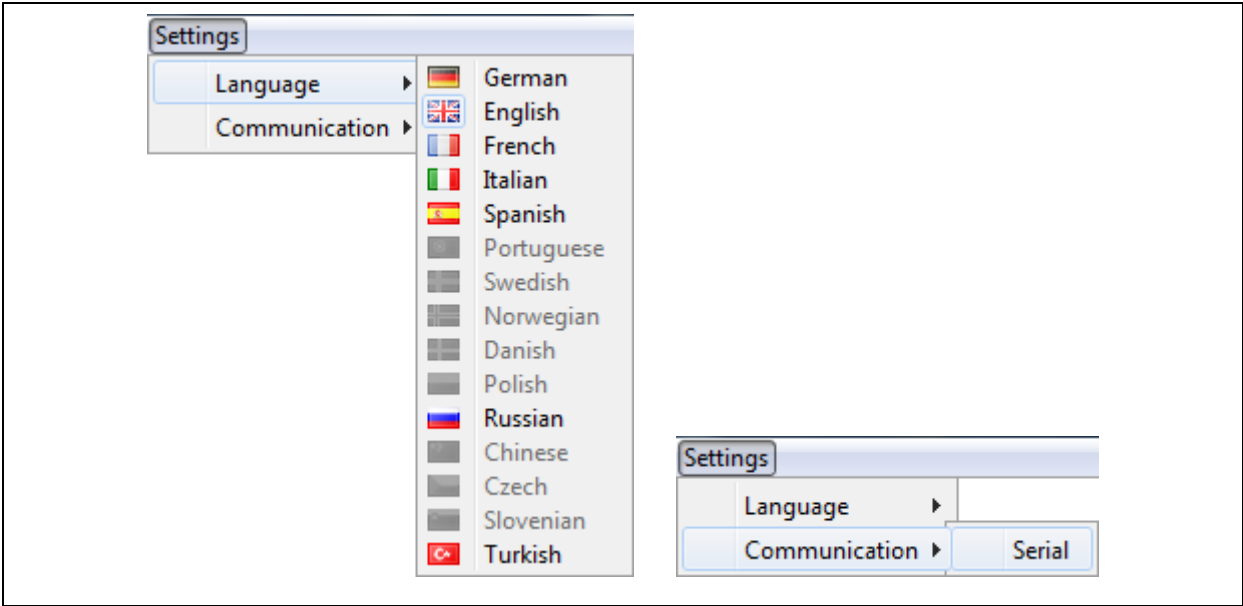 Settings
Language
Communication
German
English
French
Italian
Spanish
Portuguese
Swedish
Norwegian
Danish
Polish
Russian
Chinese
Czech
Slovenian
Turkish
Settings
Language
Communication
Serial